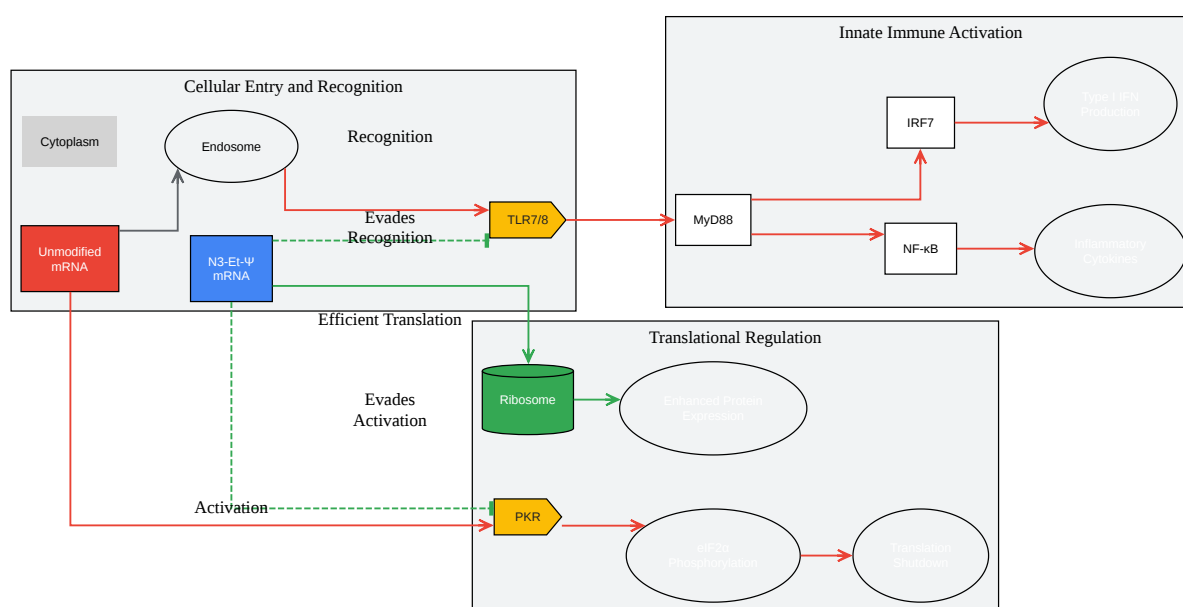 Innate Immune Activation
Type I IFN
Production
IRF7
MyD88
NF-κB
Inflammatory
Cytokines
Cellular Entry and Recognition
Cytoplasm
Endosome
Recognition
TLR7/8
Evades
Recognition
Unmodified
mRNA
N3-Et-Ψ
mRNA
Efficient Translation
Translational Regulation
Ribosome
Enhanced Protein
Expression
Evades
Activation
Activation
PKR
eIF2α
Phosphorylation
Translation
Shutdown